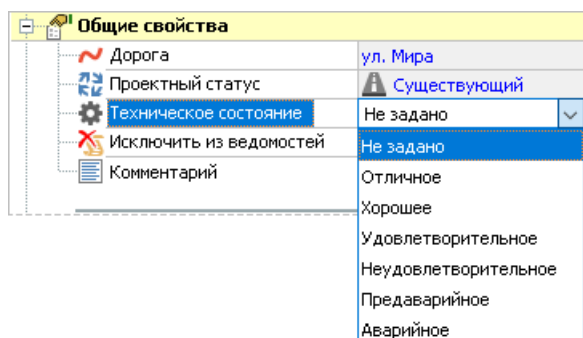 Общие свойства
Дорога ул. Мира
Проектный статус Существующий
Техническое состояние Не задано
Исключить из ведомостей Не задано
Комментарий Отличное
Хорошее
Удовлетворительное
Неудовлетворительное
Предаварийное
Аварийное